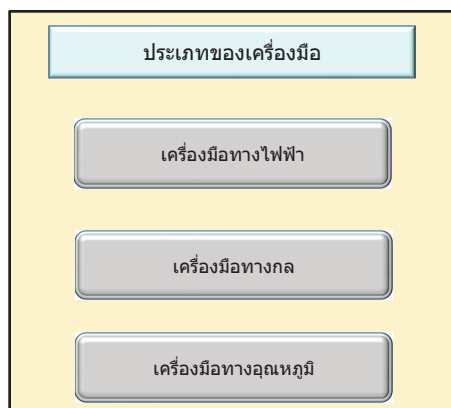 ประเภทของเครื่องมือ
เครื่องมือทางไฟฟ้า
เครื่องมือทางกล
เครื่องมือทางอุณหภูมิ